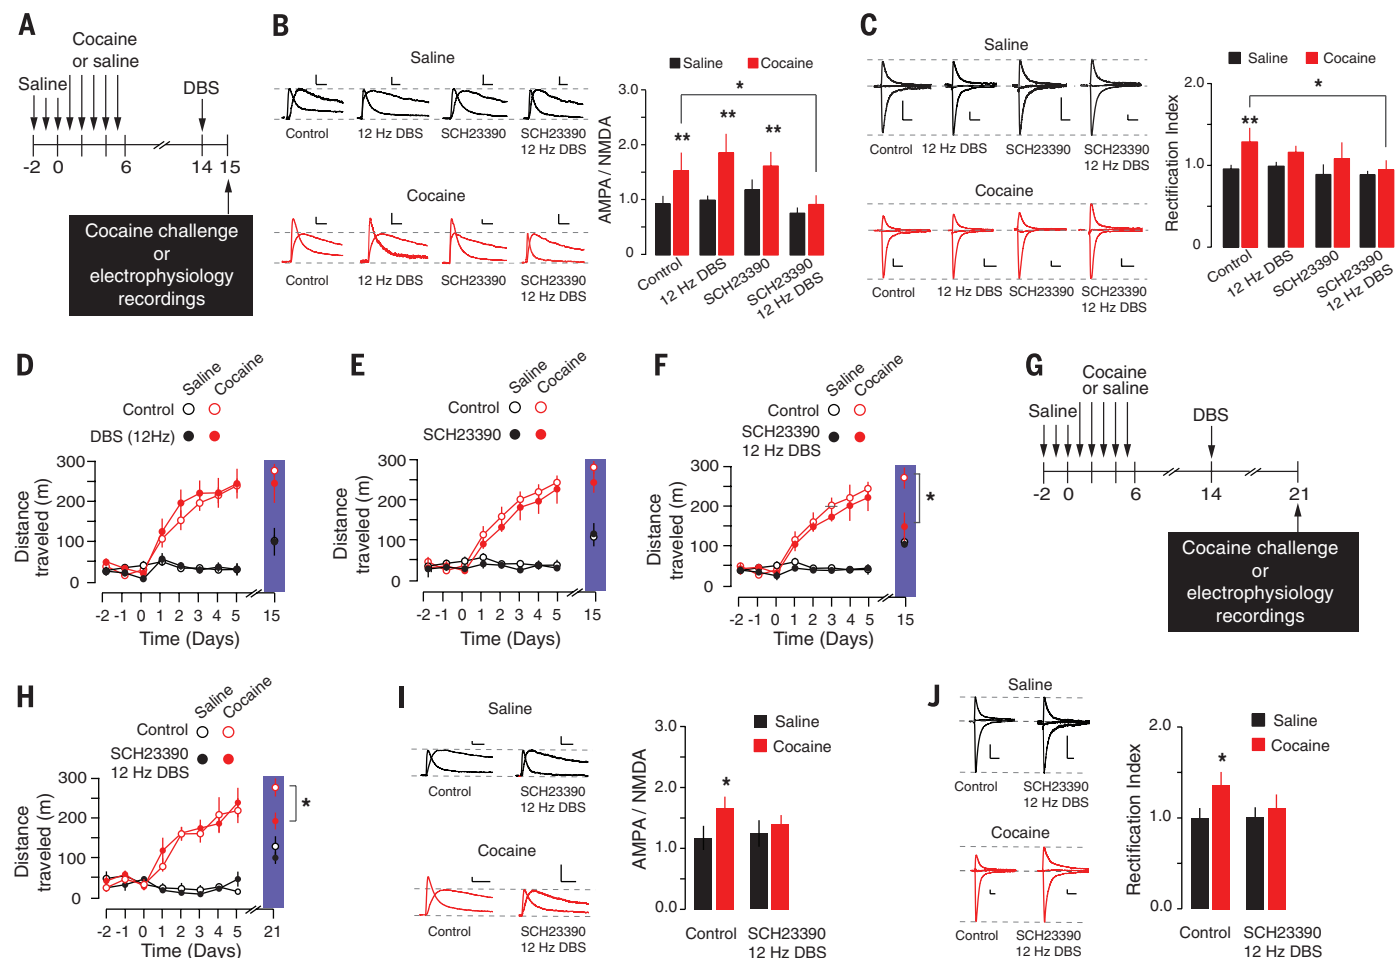 A
Cocaine
or saline
Saline
DBS
-2 0 6 14 15
Cocaine challenge
or
electrophysiology
recordings
B
Saline
Control 12 Hz DBS SCH23390 SCH23390
12 Hz DBS
Cocaine
Control 12 Hz DBS SCH23390 SCH23390
12 Hz DBS
Saline Cocaine
AMPA / NMDA
3.0
2.0
1.0
0
*
** ** **
Control
12 Hz DBS
SCH23390
SCH23390
12 Hz DBS
C
Saline
Control 12 Hz DBS SCH23390 SCH23390
12 Hz DBS
Cocaine
Control 12 Hz DBS SCH23390 SCH23390
12 Hz DBS
Saline Cocaine
Rectification Index
2.0
1.0
0
*
**
Control
12 Hz DBS
SCH23390
SCH23390
12 Hz DBS
D
Saline
Cocaine
Control
DBS (12Hz)
Distance
traveled (m)
300
200
100
0
-2 -1 0 1 2 3 4 5 15
Time (Days)
E
Saline
Cocaine
Control
SCH23390
Distance
traveled (m)
300
200
100
0
-2 -1 0 1 2 3 4 5 15
Time (Days)
F
Saline
Cocaine
Control
SCH23390
12 Hz DBS
Distance
traveled (m)
300
200
100
0
*
-2 -1 0 1 2 3 4 5 15
Time (Days)
G
Cocaine
or saline
Saline
DBS
-2 0 6 14 21
Cocaine challenge
or
electrophysiology
recordings
H
Saline
Cocaine
Control
SCH23390
12 Hz DBS
Distance
traveled (m)
300
200
100
0
*
-2 -1 0 1 2 3 4 5 21
Time (Days)
I
Saline
Control SCH23390
12 Hz DBS
Cocaine
Control SCH23390
12 Hz DBS
Saline
Cocaine
AMPA / NMDA
3.0
2.0
1.0
0.0
*
Control SCH23390
12 Hz DBS
J
Saline
Control SCH23390
12 Hz DBS
Cocaine
Control SCH23390
12 Hz DBS
Saline
Cocaine
Rectification Index
2.0
1.0
0.0
*
Control SCH23390
12 Hz DBS